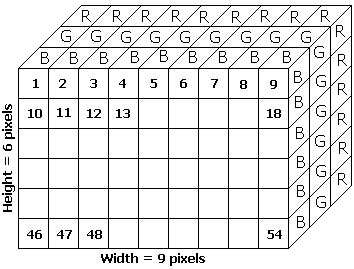 R R R R R R R R R
G G G G G G G G G
B B B B B B B B B
1 2 3 4 5 6 7 8 9
10 11 12 13 18
46 47 48 54
B B B B B B
G G G G G G
R R R R R R
Height = 6 pixels
Width = 9 pixels